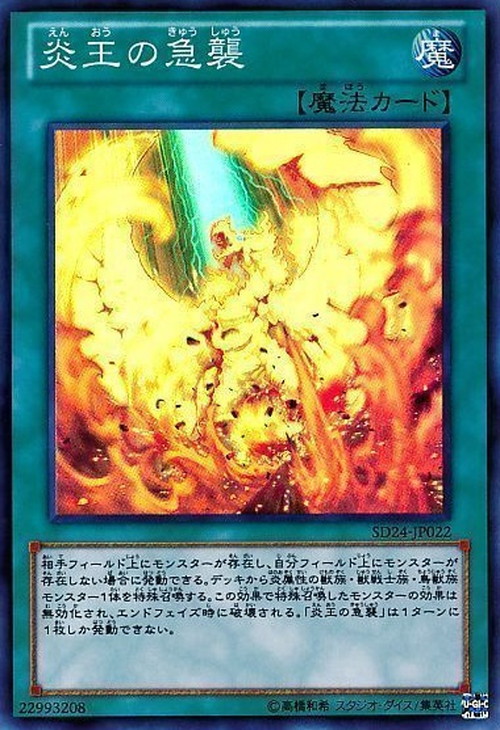 炎王の急襲
魔
【魔法カード】
SD24-JP022
相手フィールド上にモンスターが存在し、自分フィールド上にモンスターが
存在しない場合に発動できる。デッキから炎属性の獣族・獣戦士族・鳥獣族
モンスター1体を特殊召喚する。この効果で特殊召喚したモンスターの効果は
無効化され、エンドフェイズ時に破壊される。「炎王の急襲」は1ターンに
1枚しか発動できない。
22993208
©高橋和希 スタジオ・ダイス/集英社